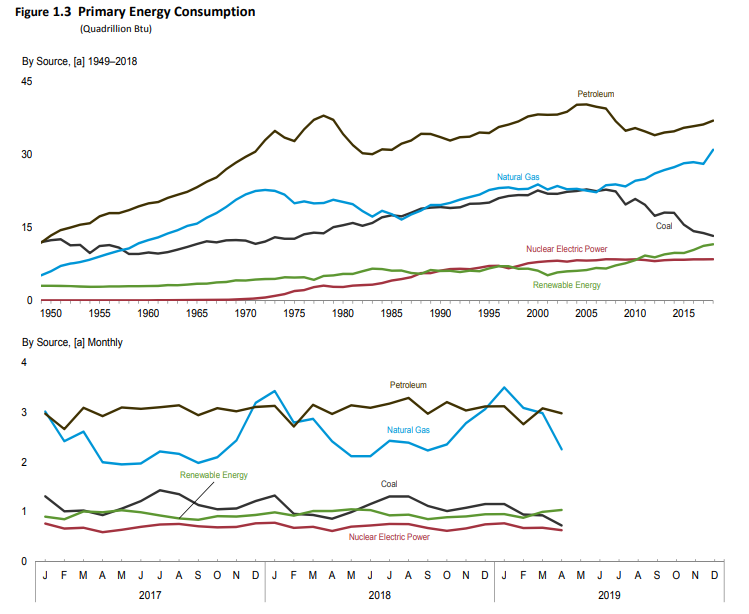 Figure 1.3 Primary Energy Consumption
(Quadrillion Btu)
By Source, [a] 1949–2018
45
Petroleum
30
Natural Gas
15
Coal
Nuclear Electric Power
Renewable Energy
0
1950 1955 1960 1965 1970 1975 1980 1985 1990 1995 2000 2005 2010 2015
By Source, [a] Monthly
4
Petroleum
3
Natural Gas
2
Renewable Energy
Coal
1
Nuclear Electric Power
0
J F M A M J J A S O N D J F M A M J J A S O N D J F M A M J J A S O N D
2017 2018 2019